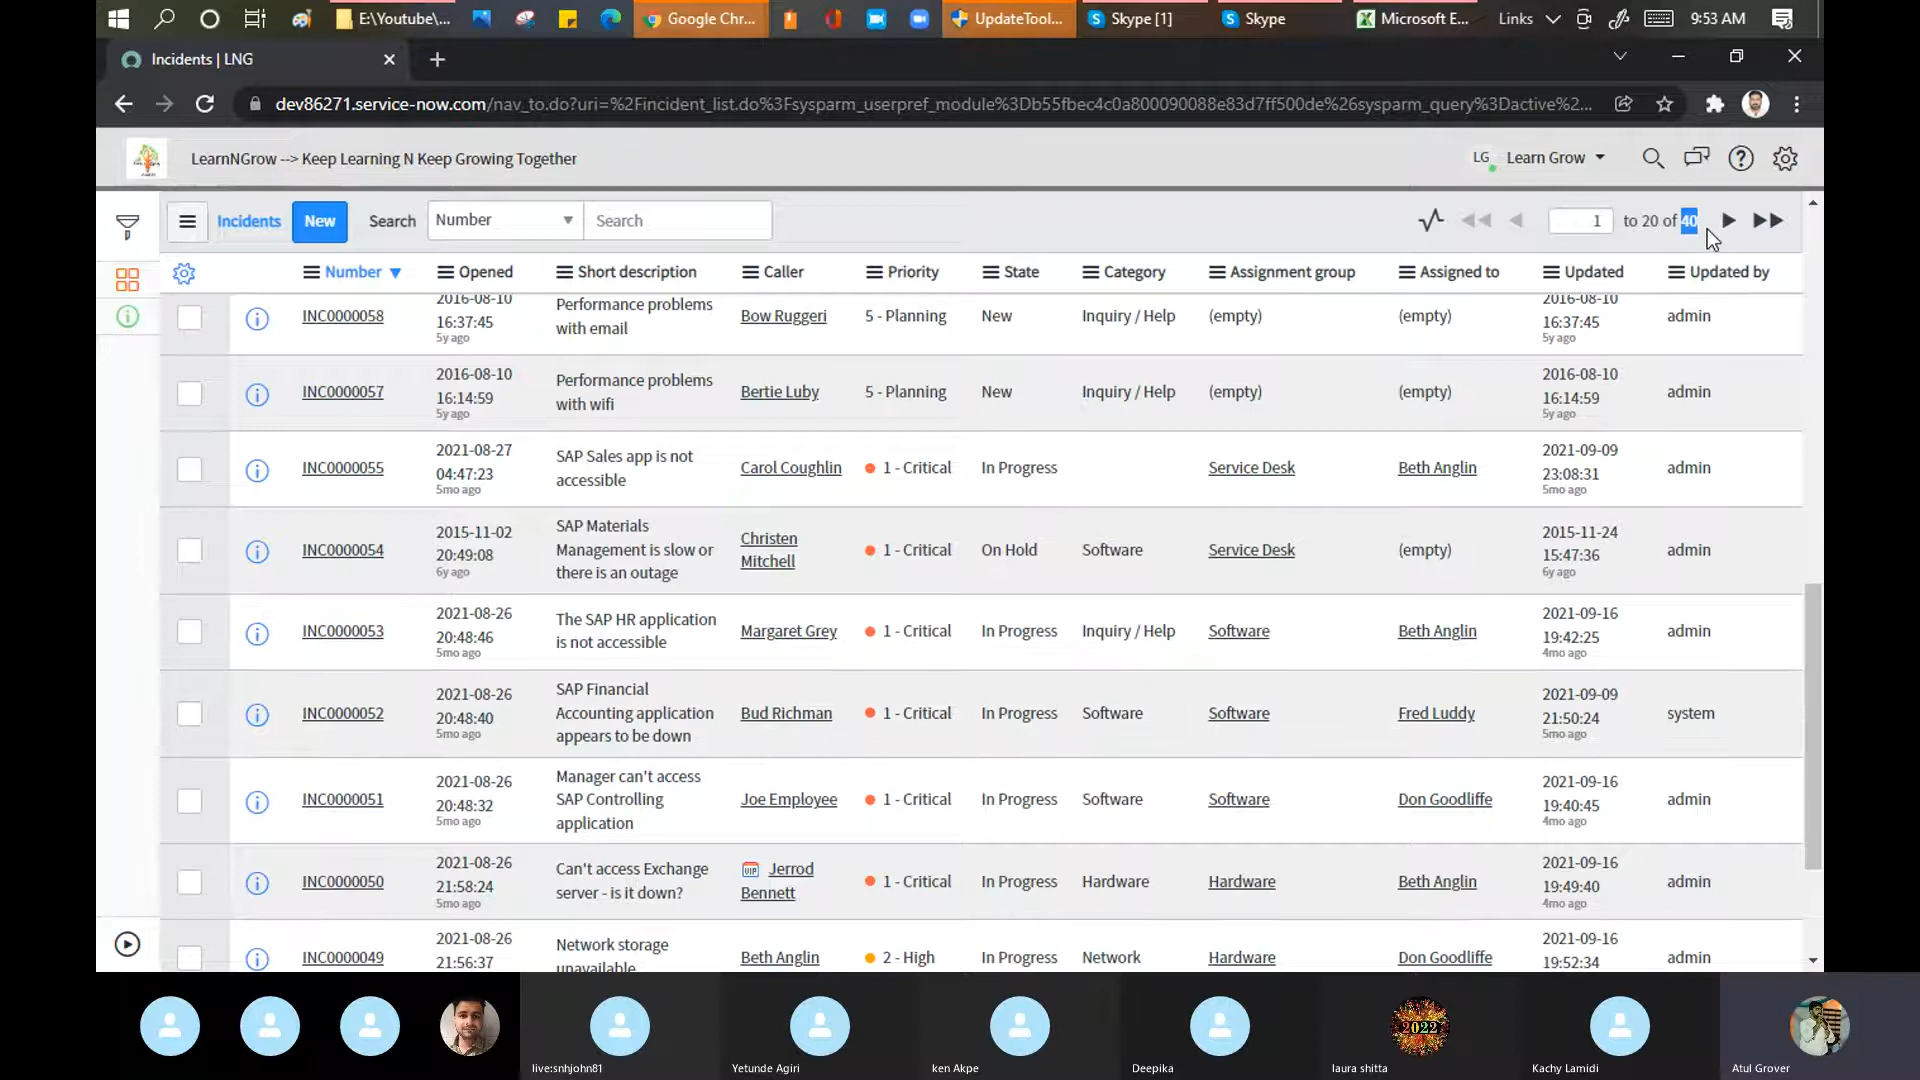 E:\Youtube\...
Google Chr...
UpdateTool...
Skype [1]
Skype
Microsoft E...
Links
9:53 AM
Incidents | LNG
dev86271.service-now.com/nav_to.do?uri=%2Fincident_list.do%3Fsysparm_userpref_module%3Db55fbec4c0a800090088e83d7ff500de%26sysparm_query%3Dactive%2...
LearnNGrow --> Keep Learning N Keep Growing Together
LG Learn Grow
Incidents New Search Number Search 1 to 20 of 40
Number Opened Short description Caller Priority State Category Assignment group Assigned to Updated Updated by
INC0000058
2016-08-10
16:37:45
5y ago
Performance problems
with email
Bow Ruggeri
5 - Planning
New
Inquiry / Help
(empty)
(empty)
2016-08-10
16:37:45
5y ago
admin
INC0000057
2016-08-10
16:14:59
5y ago
Performance problems
with wifi
Bertie Luby
5 - Planning
New
Inquiry / Help
(empty)
(empty)
2016-08-10
16:14:59
5y ago
admin
INC0000055
2021-08-27
04:47:23
5mo ago
SAP Sales app is not
accessible
Carol Coughlin
1 - Critical
In Progress
Service Desk
Beth Anglin
2021-09-09
23:08:31
5mo ago
admin
INC0000054
2015-11-02
20:49:08
6y ago
SAP Materials
Management is slow or
there is an outage
Christen
Mitchell
1 - Critical
On Hold
Software
Service Desk
(empty)
2015-11-24
15:47:36
6y ago
admin
INC0000053
2021-08-26
20:48:46
5mo ago
The SAP HR application
is not accessible
Margaret Grey
1 - Critical
In Progress
Inquiry / Help
Software
Beth Anglin
2021-09-16
19:42:25
4mo ago
admin
INC0000052
2021-08-26
20:48:40
5mo ago
SAP Financial
Accounting application
appears to be down
Bud Richman
1 - Critical
In Progress
Software
Software
Fred Luddy
2021-09-09
21:50:24
5mo ago
system
INC0000051
2021-08-26
20:48:32
5mo ago
Manager can't access
SAP Controlling
application
Joe Employee
1 - Critical
In Progress
Software
Software
Don Goodliffe
2021-09-16
19:40:45
4mo ago
admin
INC0000050
2021-08-26
21:58:24
5mo ago
Can't access Exchange
server - is it down?
VIP Jerrod
Bennett
1 - Critical
In Progress
Hardware
Hardware
Beth Anglin
2021-09-16
19:49:40
4mo ago
admin
INC0000049
2021-08-26
21:56:37
Network storage
unavailable
Beth Anglin
2 - High
In Progress
Network
Hardware
Don Goodliffe
2021-09-16
19:52:34
admin
2022
live:snhjohn81
Yetunde Agiri
ken Akpe
Deepika
laura shitta
Kachy Lamidi
Atul Grover